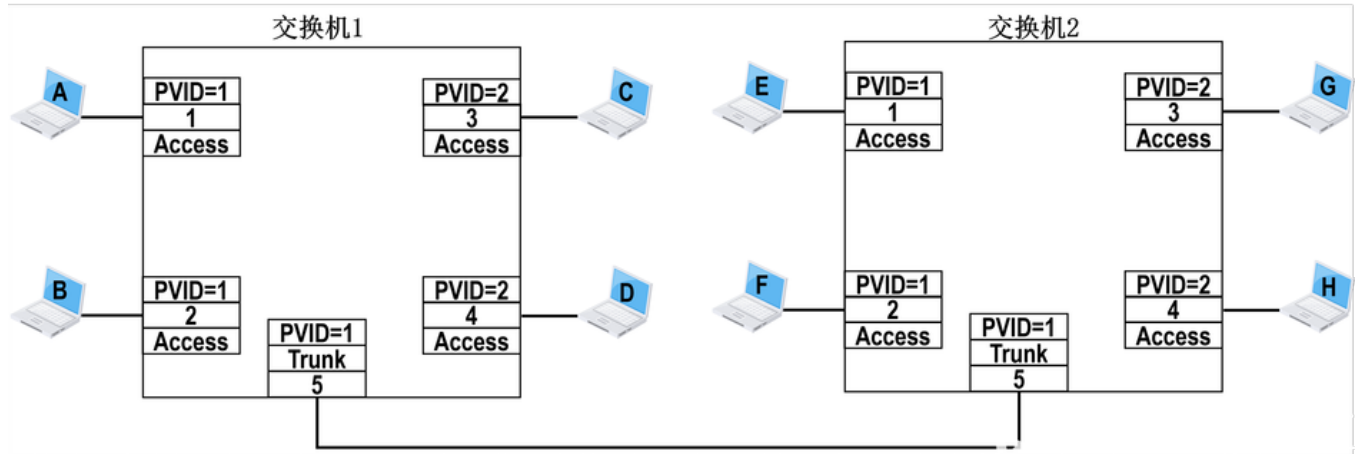 交换机1
A
PVID=1
1
Access
PVID=2
3
Access
C
B
PVID=1
2
Access
PVID=2
4
Access
D
PVID=1
Trunk
5
交换机2
E
PVID=1
1
Access
PVID=2
3
Access
G
F
PVID=1
2
Access
PVID=2
4
Access
H
PVID=1
Trunk
5